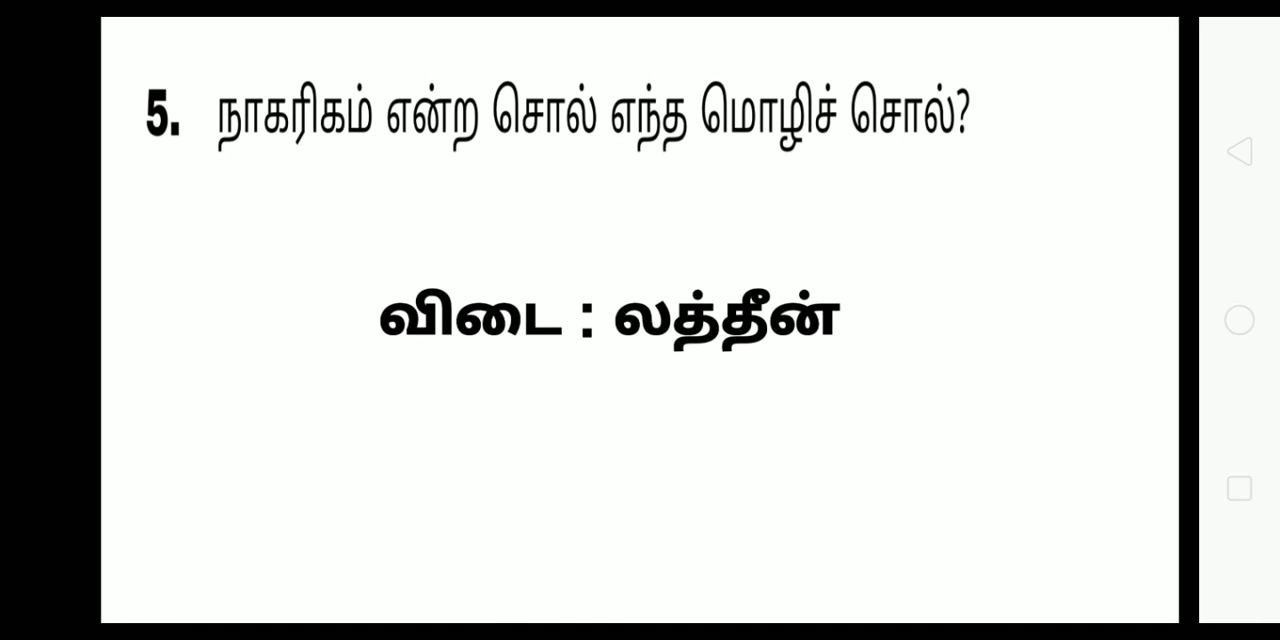 5. நாகரிகம் என்ற சொல் எந்த மொழிச் சொல்?
விடை : லத்தீன்